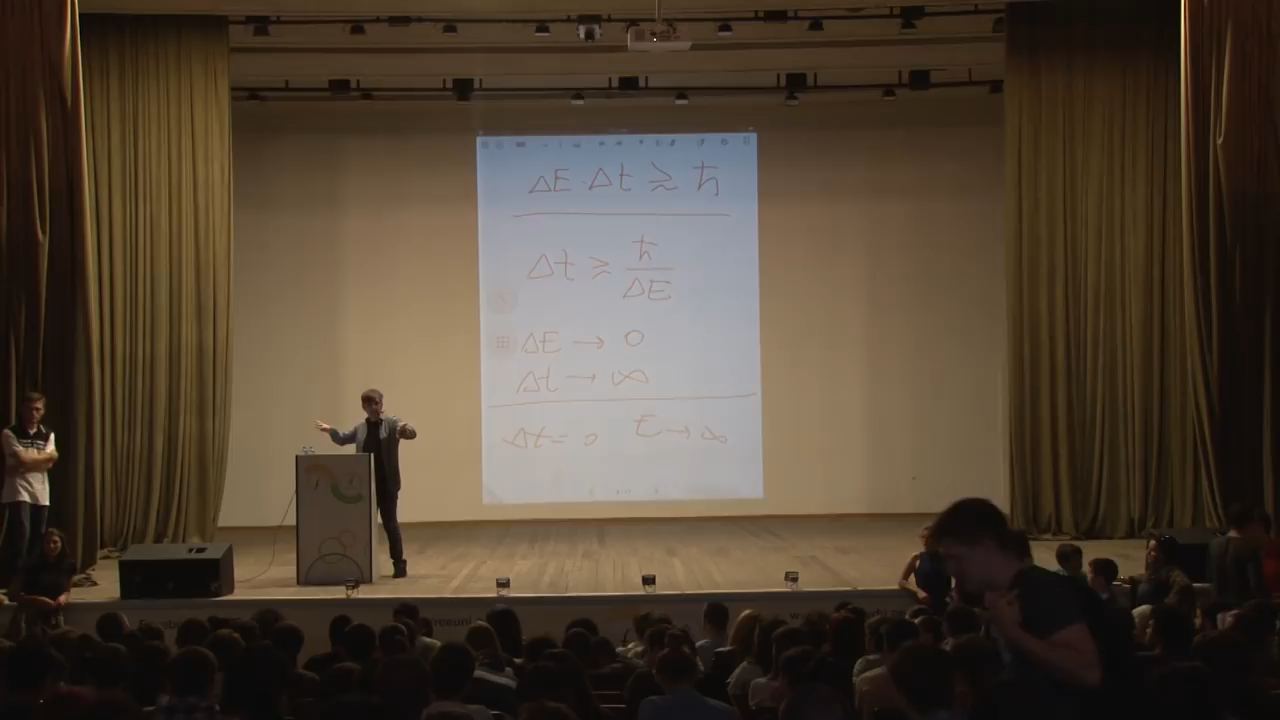 ΔE·Δt ≳ ħ
Δt ≳ ħ/ΔE
ΔE → 0
Δt → ∞
Δt = 0 E → ∞